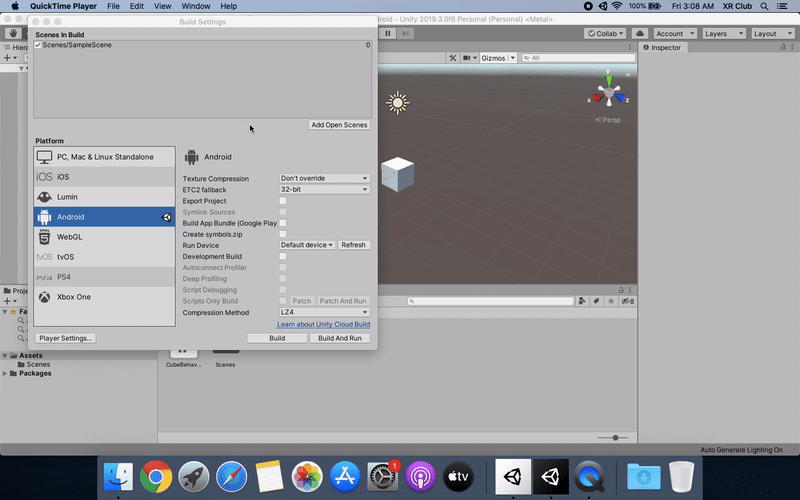 QuickTime Player File Edit View Window Help
100% Fri 3:08 AM XR Club
Build Settings
roid - Unity 2019.3.0f6 Personal (Personal) <Metal>
Collab Account Layers Layout
Hierar
Scenes In Build
Scenes/SampleScene 0
Gizmos All
Inspector
y
x
z
Persp
Add Open Scenes
Platform
PC, Mac & Linux Standalone
iOS iOS
Lumin
Android
HTML WebGL
tvOS tvOS
PS4 PS4
Xbox One
Android
Texture Compression Don't override
ETC2 fallback 32-bit
Export Project
Symlink Sources
Build App Bundle (Google Play
Create symbols.zip
Run Device Default device Refresh
Development Build
Autoconnect Profiler
Deep Profiling
Script Debugging
Scripts Only Build Patch Patch And Run
Compression Method LZ4
Learn about Unity Cloud Build
Player Settings... Build Build And Run
Proje
8
Fa
A
A
A
Assets
Scenes
Packages
CubeBehav... Scenes
Auto Generate Lighting On
1
tv